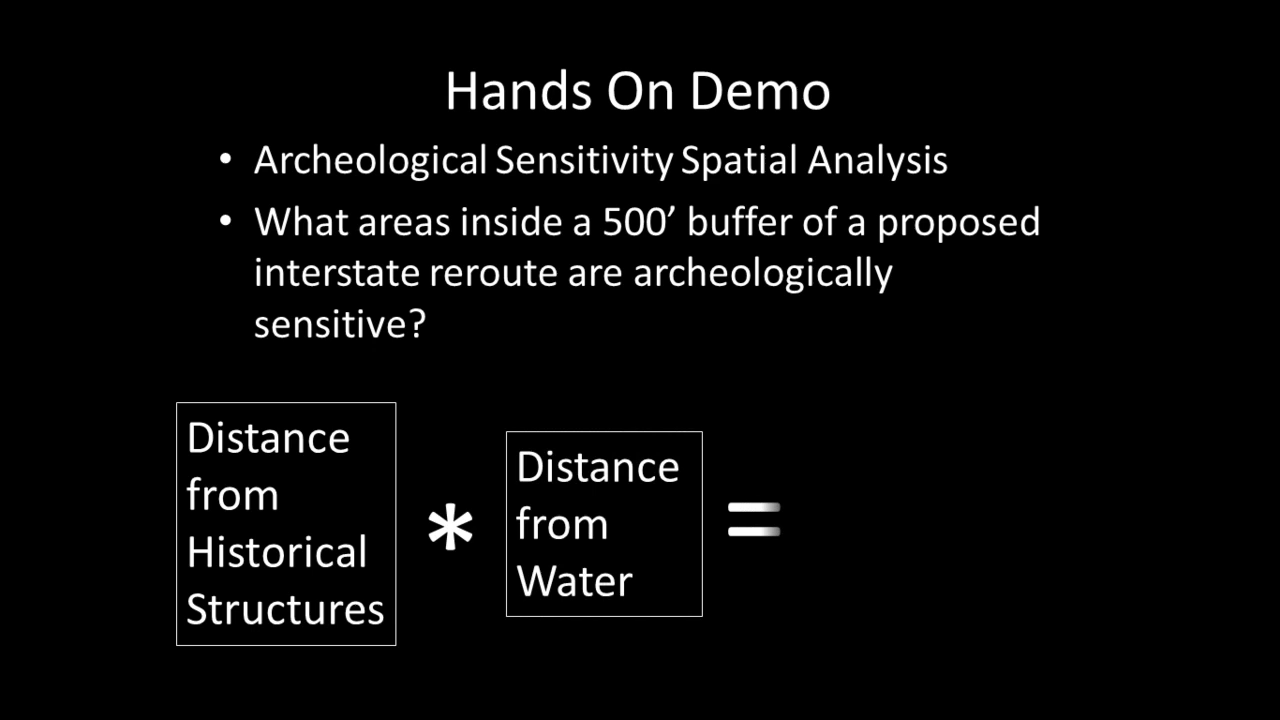 Hands On Demo
• Archeological Sensitivity Spatial Analysis
• What areas inside a 500’ buffer of a proposed
interstate reroute are archeologically
sensitive?
Distance
from
Historical
Structures
*
Distance
from
Water
=